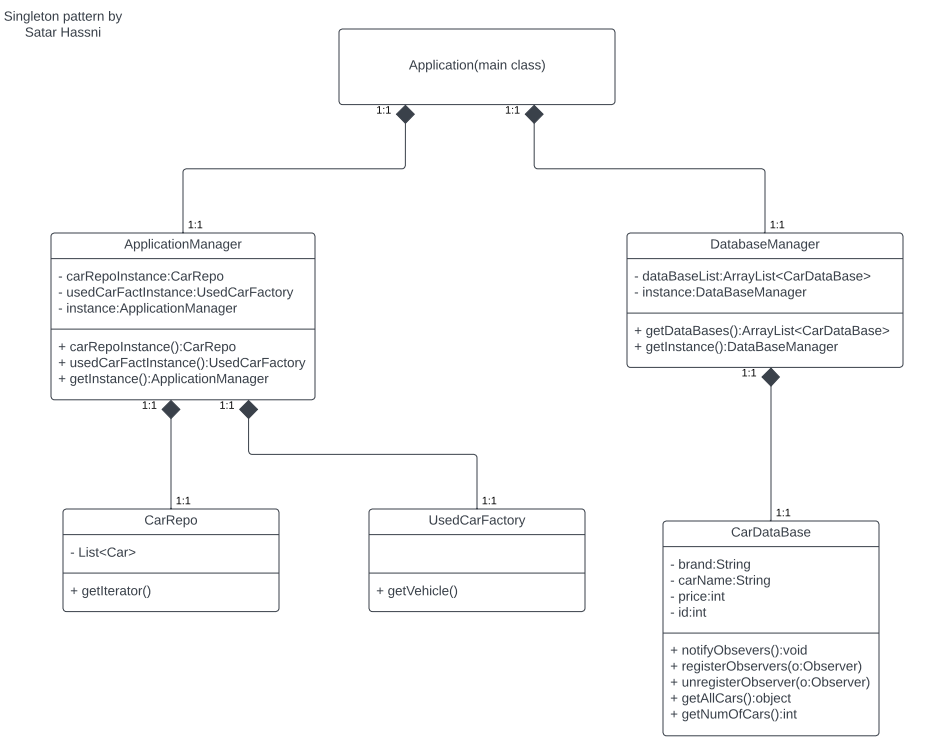 Singleton pattern by
Satar Hassni
Application(main class)
1:1
1:1
1:1
1:1
ApplicationManager
- carRepoInstance:CarRepo
- usedCarFactInstance:UsedCarFactory
- instance:ApplicationManager
+ carRepoInstance():CarRepo
+ usedCarFactInstance():UsedCarFactory
+ getInstance():ApplicationManager
DatabaseManager
- dataBaseList:ArrayList<CarDataBase>
- instance:DataBaseManager
+ getDataBases():ArrayList<CarDataBase>
+ getInstance():DataBaseManager
1:1
1:1
1:1
1:1
1:1
1:1
CarRepo
- List<Car>
+ getIterator()
UsedCarFactory
+ getVehicle()
CarDataBase
- brand:String
- carName:String
- price:int
- id:int
+ notifyObsevers():void
+ registerObservers(o:Observer)
+ unregisterObserver(o:Observer)
+ getAllCars():object
+ getNumOfCars():int